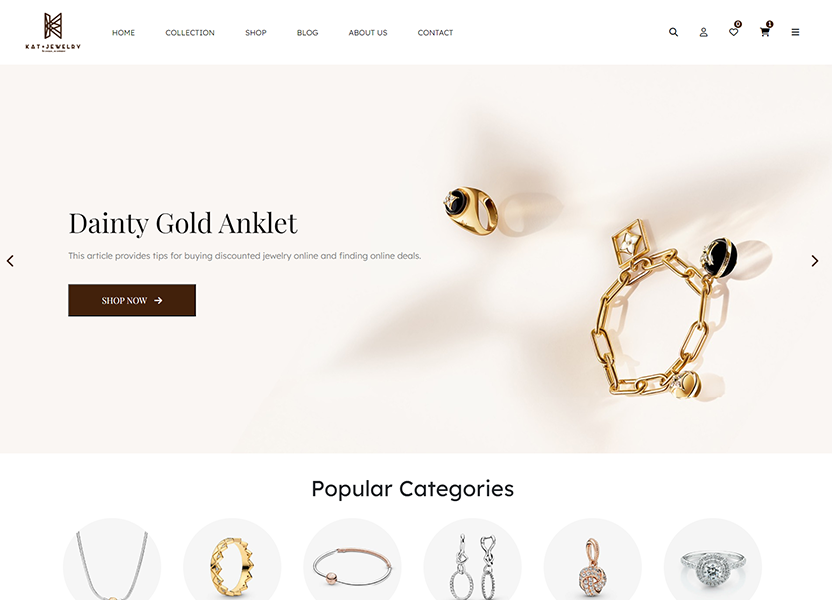 KAT+JEWELRY
HOME
COLLECTION
SHOP
BLOG
ABOUT US
CONTACT
0
1
Dainty Gold Anklet
This article provides tips for buying discounted jewelry online and finding online deals.
SHOP NOW
Popular Categories